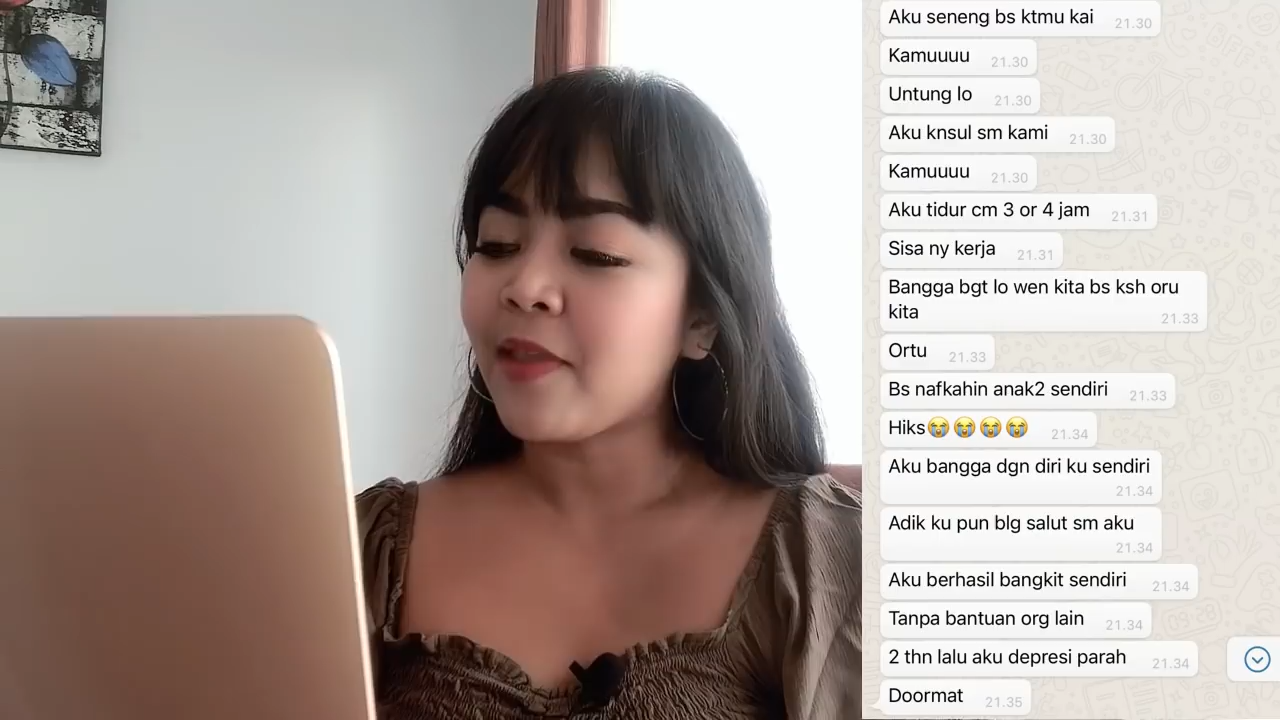 Aku seneng bs ktmu kai 21.30
Kamuuuu 21.30
Untung lo 21.30
Aku knsul sm kami 21.30
Kamuuuu 21.30
Aku tidur cm 3 or 4 jam 21.31
Sisa ny kerja 21.31
Bangga bgt lo wen kita bs ksh oru
kita 21.33
Ortu 21.33
Bs nafkahin anak2 sendiri 21.33
Hiks😭😭😭😭 21.34
Aku bangga dgn diri ku sendiri
21.34
Adik ku pun blg salut sm aku
21.34
Aku berhasil bangkit sendiri 21.34
Tanpa bantuan org lain 21.34
2 thn lalu aku depresi parah 21.34
Doormat 21.35